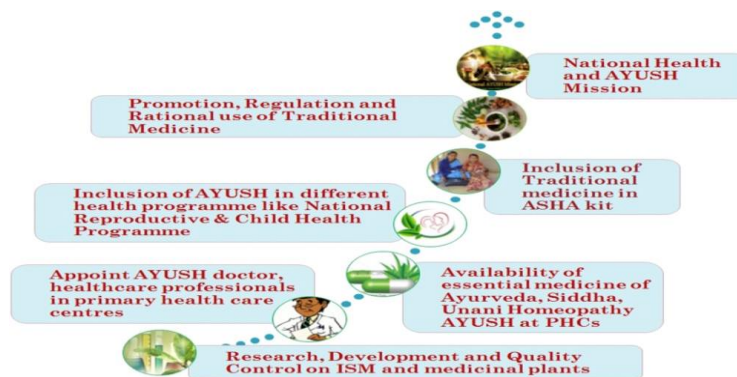 National Health
and AYUSH
Mission
Promotion, Regulation and
Rational use of Traditional
Medicine
Inclusion of
Traditional
medicine in
ASHA kit
Inclusion of AYUSH in different
health programme like National
Reproductive & Child Health
Programme
Appoint AYUSH doctor,
healthcare professionals
in primary health care
centres
Availability of
essential medicine of
Ayurveda, Siddha,
Unani Homeopathy
AYUSH at PHCs
Research, Development and Quality
Control on ISM and medicinal plants